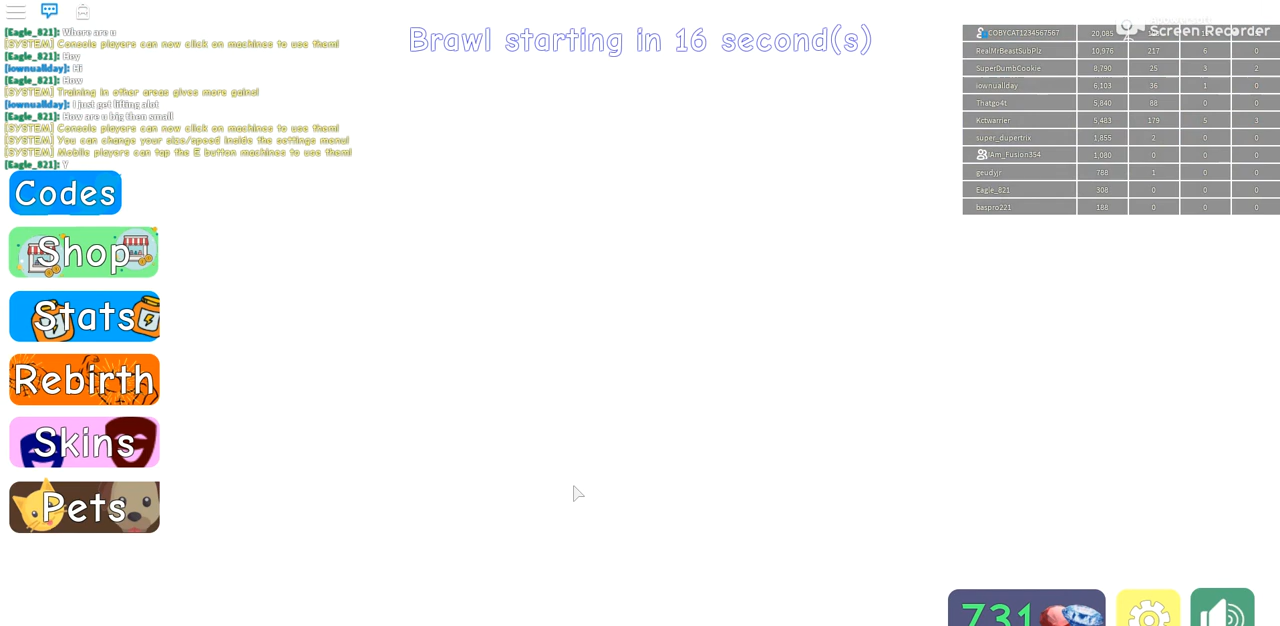 Brawl starting in 16 second(s)
[Eagle_821]: Where are u
[SYSTEM] Console players can now click on machines to use them!
[Eagle_821]: Hey
[iownuallday]: Hi
[Eagle_821]: How
[SYSTEM] Training in other areas gives more gains!
[iownuallday]: I just get lifting alot
[Eagle_821]: How are u big then small
[SYSTEM] Console players can now click on machines to use them!
[SYSTEM] You can change your size/speed inside the settings menu!
[SYSTEM] Mobile players can tap the E button machines to use them!
[Eagle_821]: Y
Codes
Shop
Stats
Rebirth
Skins
Pets
Screen Recorder
COBYCAT1234567567 20,085
RealMrBeastSubPlz 10,976 217 6 0
SuperDumbCookie 8,790 25 3 2
iownuallday 6,103 36 1 0
Thatgo4t 5,840 88 0 0
Kctwarrier 5,483 179 5 3
super_dupertrix 1,855 2 0 0
iAm_Fusion354 1,080 0 0 0
geudyjr 788 1 0 0
Eagle_821 308 0 0 0
baspro221 188 0 0 0
731